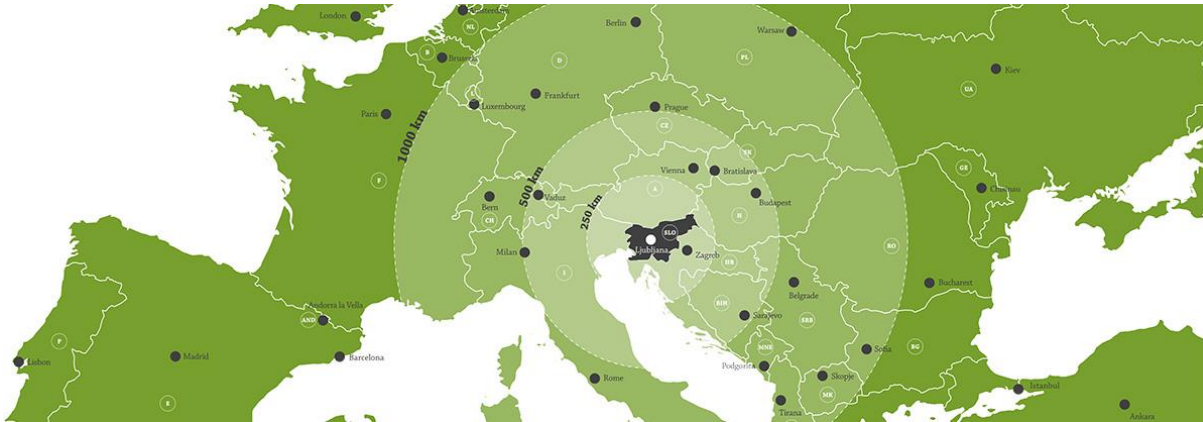 London
Amsterdam
NL
Berlin
Warsaw
B
Brussels
D
PL
Kiev
UA
L
Luxembourg
Frankfurt
Prague
Paris
CZ
1000 km
SK
GE
F
Vienna
Bratislava
500 km
Vaduz
A
Budapest
Chisinau
Bern
CH
250 km
H
SLO
Ljubljana
RO
Milan
Zagreb
HR
I
Belgrade
Bucharest
BIH
Andorra la Vella
AND
Sarajevo
SRB
P
MNE
Sofia
BG
Lisbon
Madrid
Barcelona
Podgorica
Rome
Skopje
Istanbul
E
MK
Tirana
Ankara